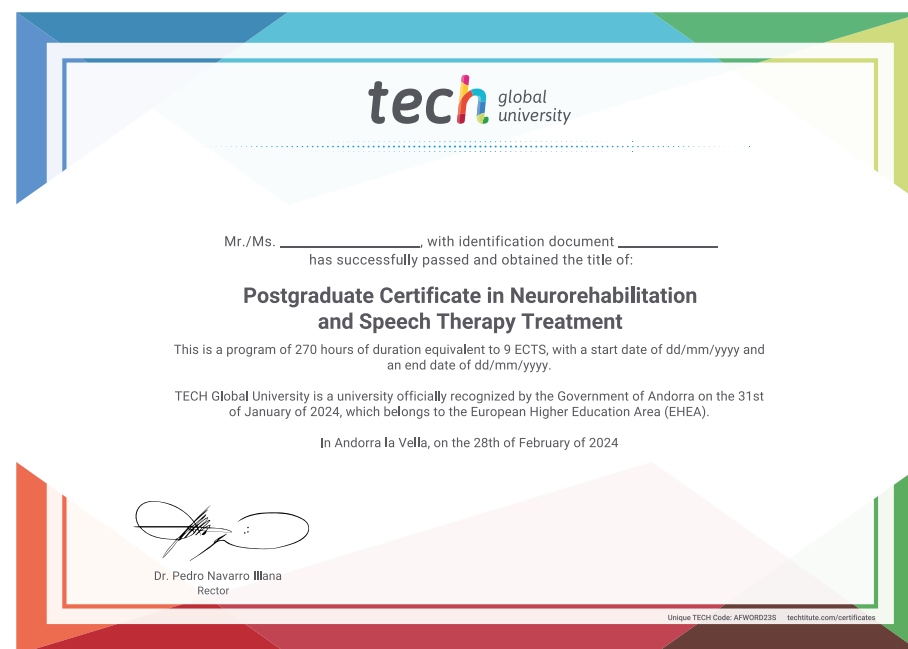 tech global university
Mr./Ms. ____________________, with identification document ______________
has successfully passed and obtained the title of:
Postgraduate Certificate in Neurorehabilitation
and Speech Therapy Treatment
This is a program of 270 hours of duration equivalent to 9 ECTS, with a start date of dd/mm/yyyy and
an end date of dd/mm/yyyy.
TECH Global University is a university officially recognized by the Government of Andorra on the 31st
of January of 2024, which belongs to the European Higher Education Area (EHEA).
In Andorra la Vella, on the 28th of February of 2024
Dr. Pedro Navarro Illana
Rector
Unique TECH Code: AFWORD23S techtitute.com/certificates